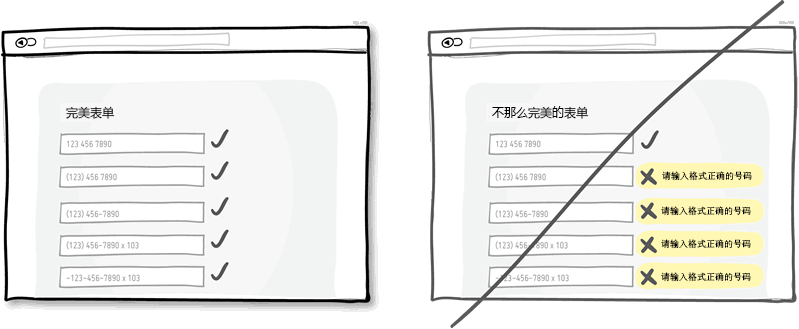 完美表单
123 456 7890
(123) 456 7890
(123) 456-7890
(123) 456-7890 x 103
-123-456-7890 x 103
不那么完美的表单
123 456 7890
(123) 456 7890 请输入格式正确的号码
(123) 456-7890 请输入格式正确的号码
(123) 456-7890 x 103 请输入格式正确的号码
-123-456-7890 x 103 请输入格式正确的号码